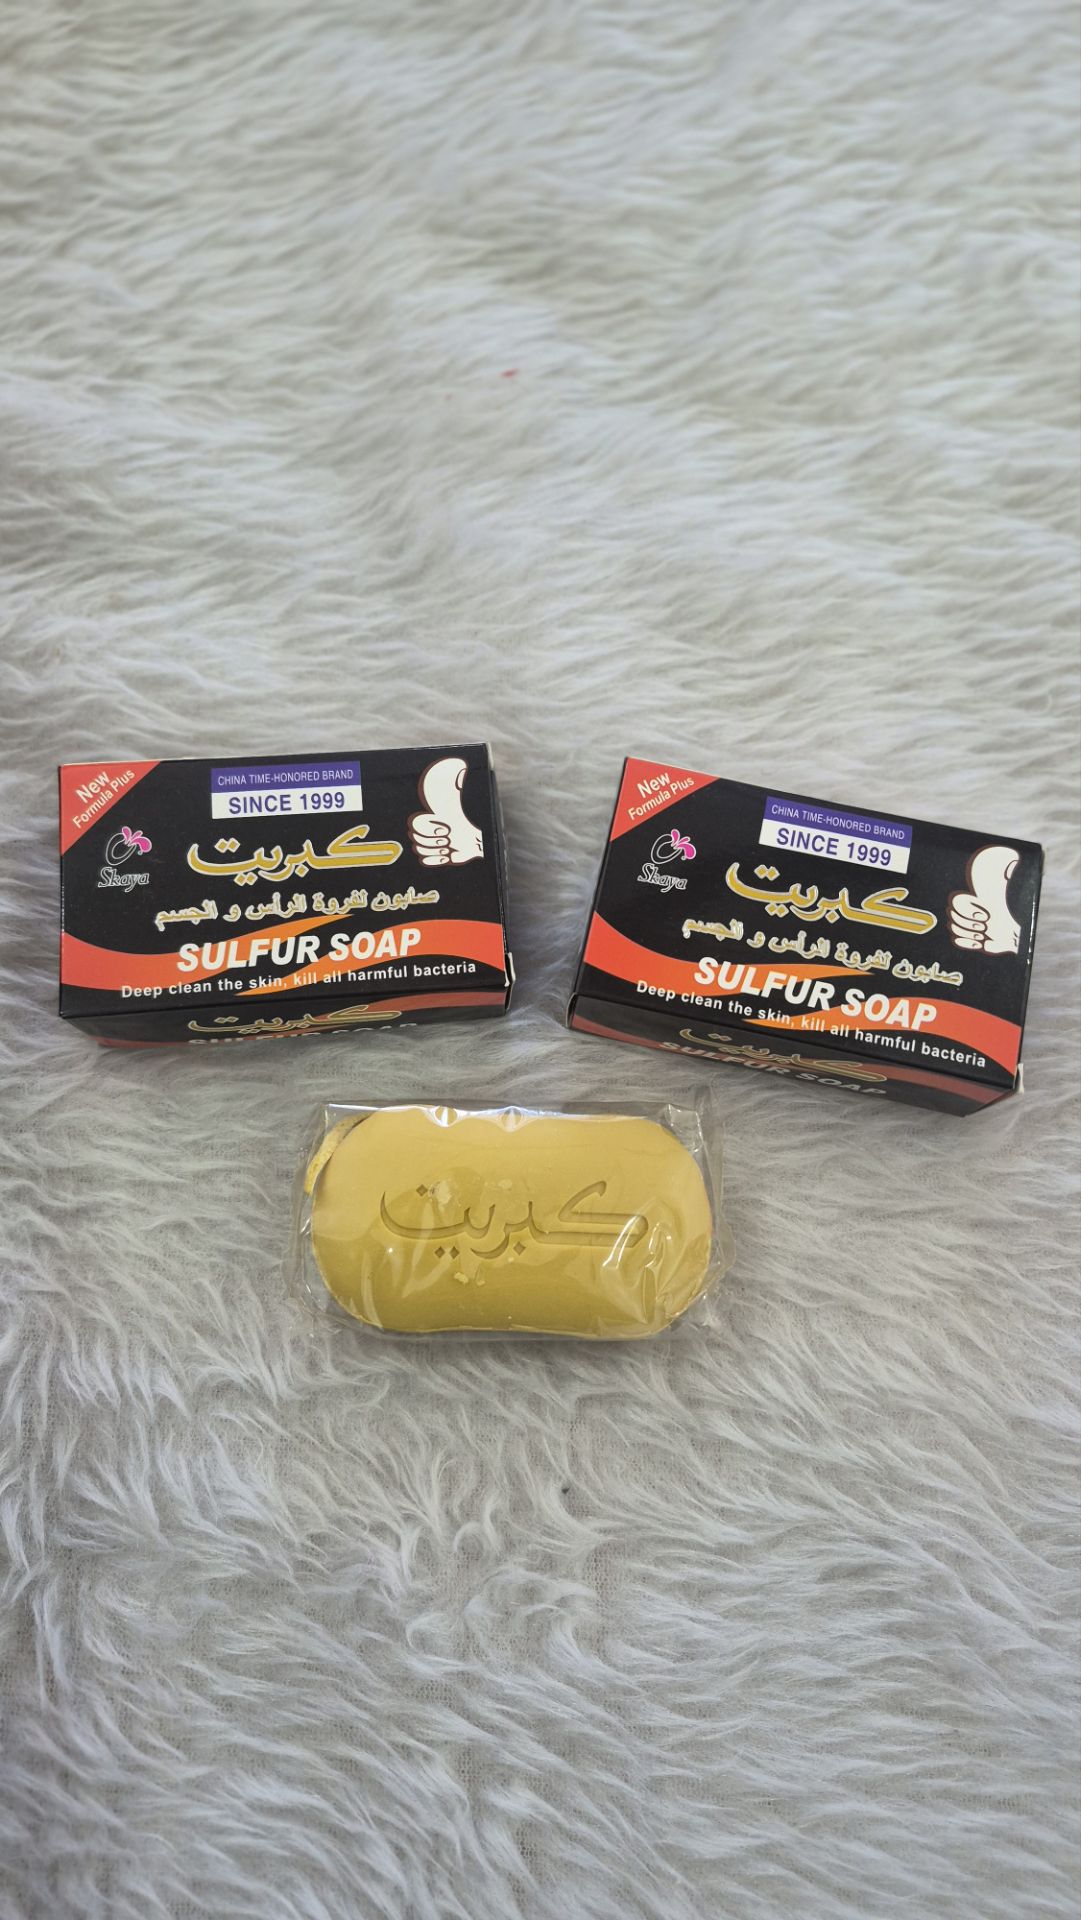 New
Formula Plus
CHINA TIME-HONORED BRAND
SINCE 1999
Skaya
كبريت
صابون لفروة الرأس و الجسم
SULFUR SOAP
Deep clean the skin, kill all harmful bacteria
كبريت
SULFUR SOAP
New
Formula Plus
CHINA TIME-HONORED BRAND
SINCE 1999
Skaya
كبريت
صابون لفروة الرأس و الجسم
SULFUR SOAP
Deep clean the skin, kill all harmful bacteria
كبريت
SULFUR SOAP
كبريت